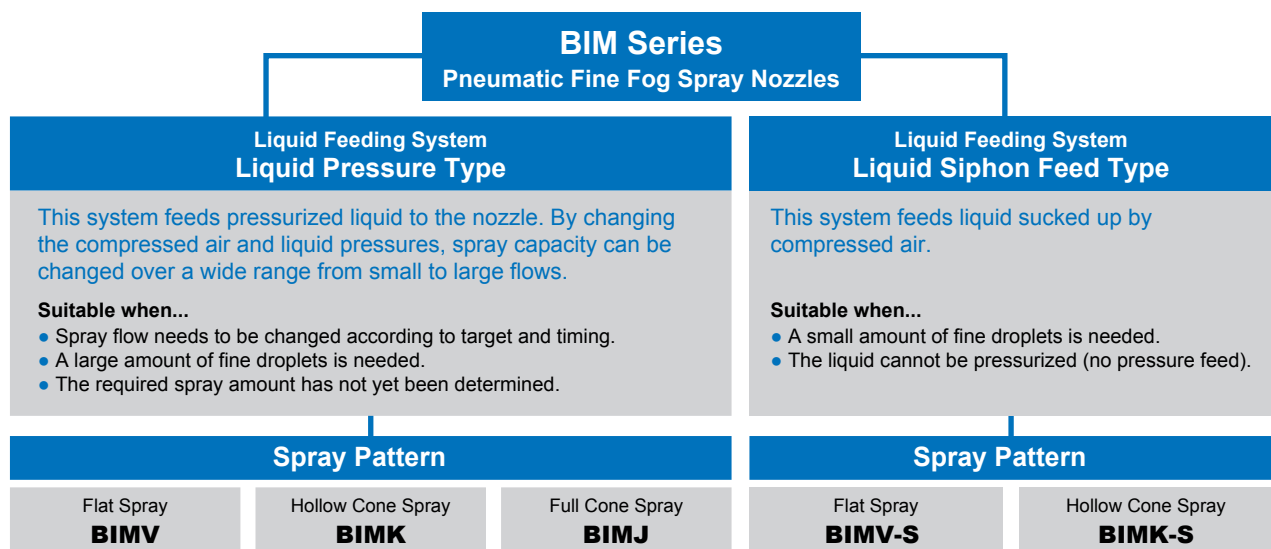 BIM Series
Pneumatic Fine Fog Spray Nozzles
Liquid Feeding System
Liquid Pressure Type
This system feeds pressurized liquid to the nozzle. By changing
the compressed air and liquid pressures, spray capacity can be
changed over a wide range from small to large flows.
Suitable when...
● Spray flow needs to be changed according to target and timing.
● A large amount of fine droplets is needed.
● The required spray amount has not yet been determined.
Spray Pattern
Flat Spray
BIMV
Hollow Cone Spray
BIMK
Full Cone Spray
BIMJ
Liquid Feeding System
Liquid Siphon Feed Type
This system feeds liquid sucked up by
compressed air.
Suitable when...
● A small amount of fine droplets is needed.
● The liquid cannot be pressurized (no pressure feed).
Spray Pattern
Flat Spray
BIMV-S
Hollow Cone Spray
BIMK-S